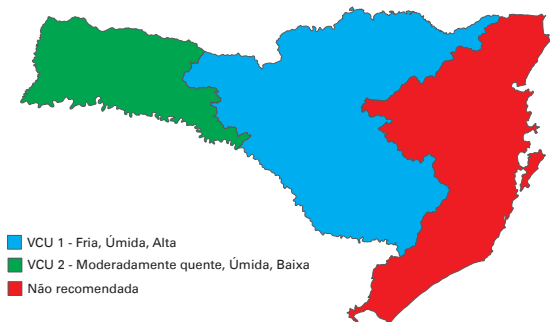 VCU 1 - Fria, Úmida, Alta
VCU 2 - Moderadamente quente, Úmida, Baixa
Não recomendada